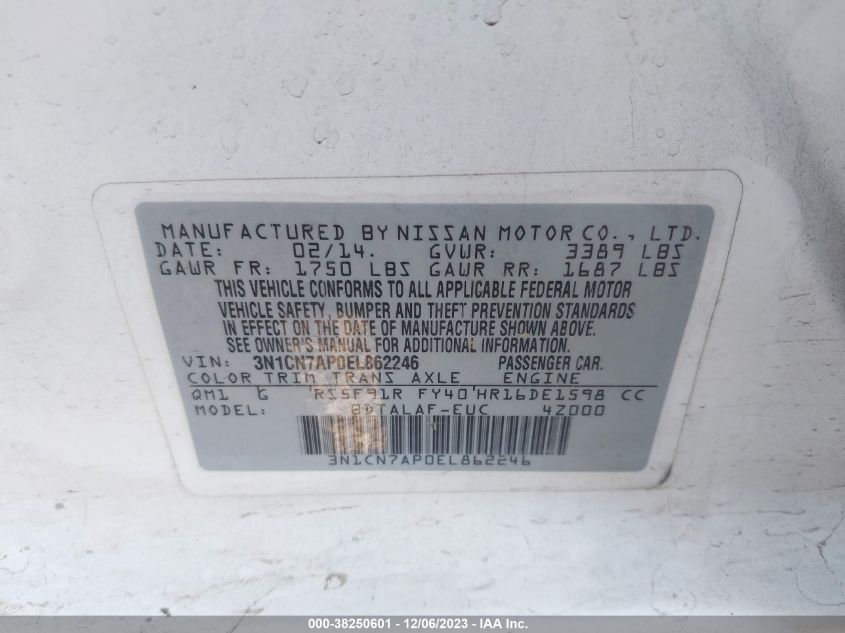 MANUFACTURED BY NISSAN MOTOR CO., LTD.
DATE: 02/14. GVWR: 3389 LBS
GAWR FR: 1750 LBS GAWR RR: 1687 LBS
THIS VEHICLE CONFORMS TO ALL APPLICABLE FEDERAL MOTOR
VEHICLE SAFETY, BUMPER AND THEFT PREVENTION STANDARDS
IN EFFECT ON THE DATE OF MANUFACTURE SHOWN ABOVE.
SEE OWNER'S MANUAL FOR ADDITIONAL INFORMATION.
VIN: 3N1CN7AP0EL862246 PASSENGER CAR.
COLOR TRIM TRANS AXLE ENGINE
QM1 G RS5F91R FY40 HR16DE1598 CC
MODEL: BDTALAF-EUC 4Z000
3N1CN7AP0EL862246
000-38250601 - 12/06/2023 - IAA Inc.